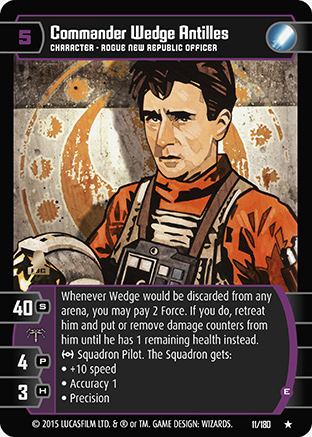 5
Commander Wedge Antilles
CHARACTER - ROGUE NEW REPUBLIC OFFICER
40 S
4 P
3 H
Whenever Wedge would be discarded from any
arena, you may pay 2 Force. If you do, retreat
him and put or remove damage counters from
him until he has 1 remaining health instead.
Squadron Pilot. The Squadron gets:
• +10 speed
• Accuracy 1
• Precision
E
© 2015 LUCASFILM LTD. & ® or TM. GAME DESIGN: WIZARDS. 11/180 ★